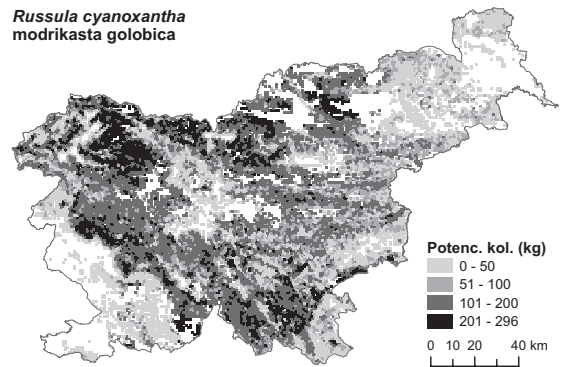 Russula cyanoxantha
modrikasta golobica
Potenc. kol. (kg)
0 - 50
51 - 100
101 - 200
201 - 296
0 10 20 40 km